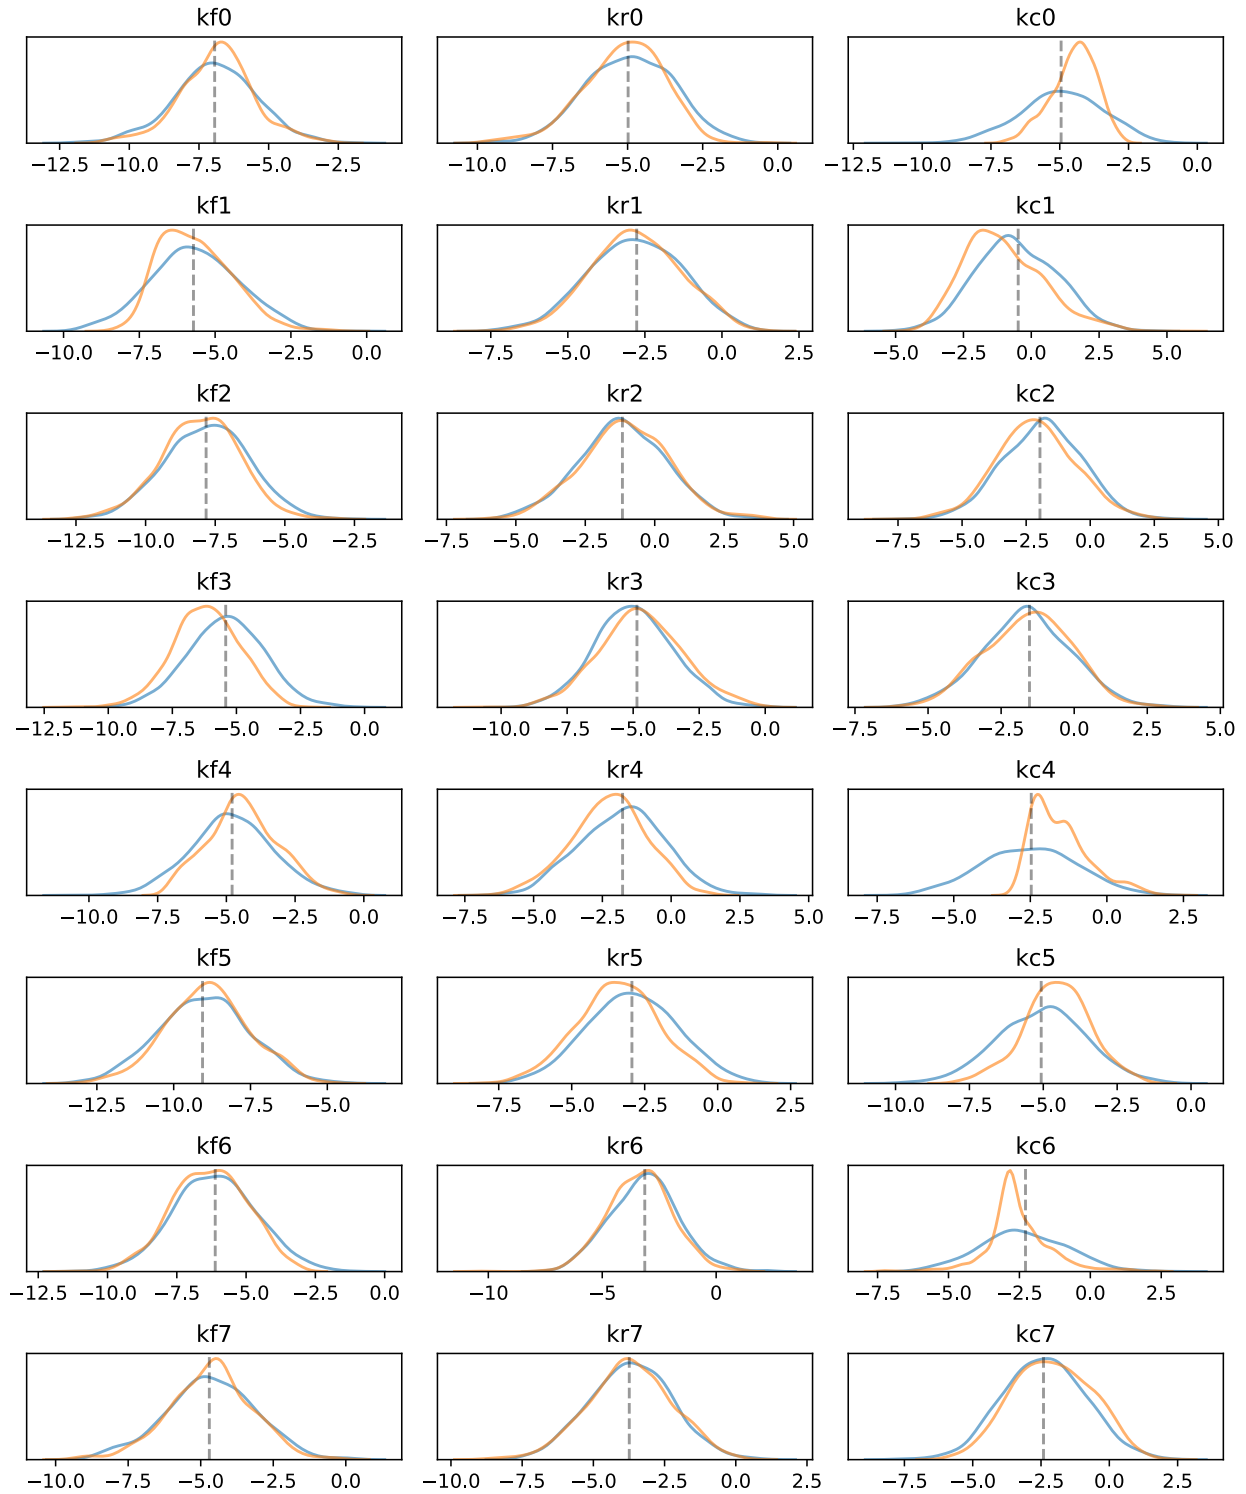 kf0 kr0 kc0
−12.5 −10.0 −7.5 −5.0 −2.5 −10.0 −7.5 −5.0 −2.5 0.0 −12.5 −10.0 −7.5 −5.0 −2.5 0.0
kf1 kr1 kc1
−10.0 −7.5 −5.0 −2.5 0.0 −7.5 −5.0 −2.5 0.0 2.5 −5.0 −2.5 0.0 2.5 5.0
kf2 kr2 kc2
−12.5 −10.0 −7.5 −5.0 −2.5 −7.5 −5.0 −2.5 0.0 2.5 5.0 −7.5 −5.0 −2.5 0.0 2.5 5.0
kf3 kr3 kc3
−12.5 −10.0 −7.5 −5.0 −2.5 0.0 −10.0 −7.5 −5.0 −2.5 0.0 −7.5 −5.0 −2.5 0.0 2.5 5.0
kf4 kr4 kc4
−10.0 −7.5 −5.0 −2.5 0.0 −7.5 −5.0 −2.5 0.0 2.5 5.0 −7.5 −5.0 −2.5 0.0 2.5
kf5 kr5 kc5
−12.5 −10.0 −7.5 −5.0 −7.5 −5.0 −2.5 0.0 2.5 −10.0 −7.5 −5.0 −2.5 0.0
kf6 kr6 kc6
−12.5 −10.0 −7.5 −5.0 −2.5 0.0 −10 −5 0 −7.5 −5.0 −2.5 0.0 2.5
kf7 kr7 kc7
−10.0 −7.5 −5.0 −2.5 0.0 −10.0 −7.5 −5.0 −2.5 0.0 2.5 −7.5 −5.0 −2.5 0.0 2.5